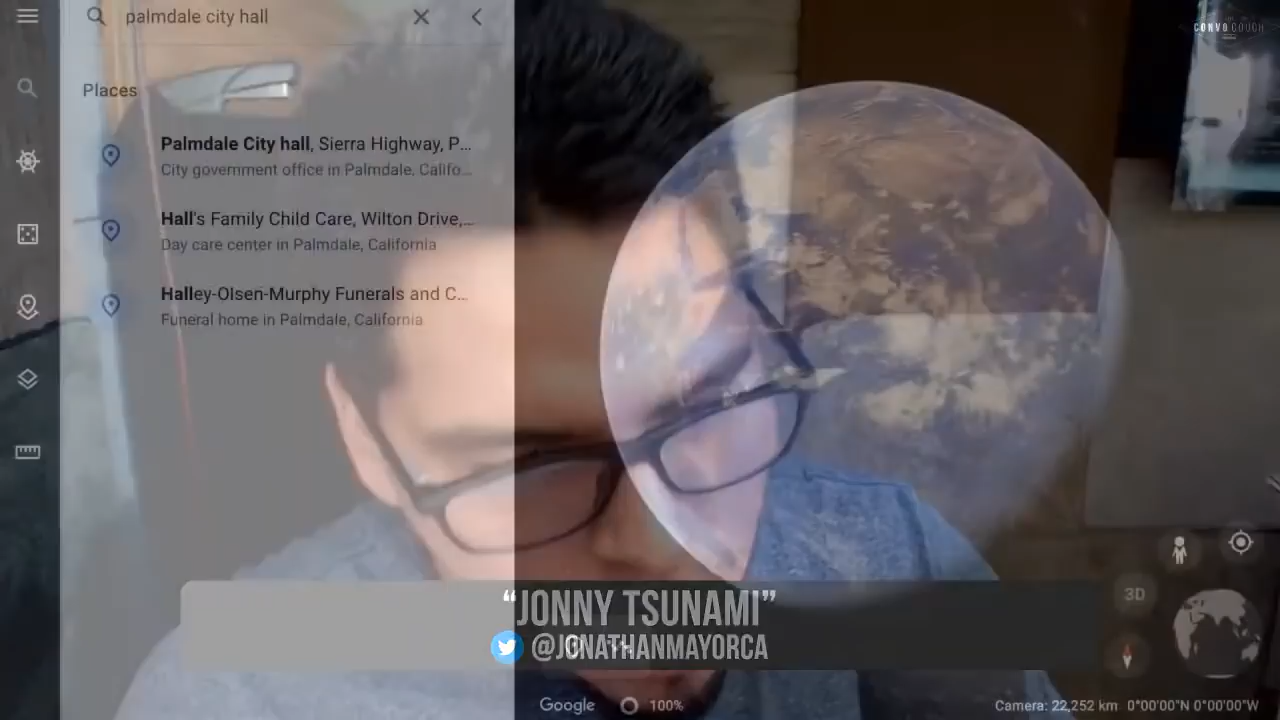 palmdale city hall
CONVO COUCH
Places
Palmdale City hall, Sierra Highway, P...
City government office in Palmdale, Califo...
Hall's Family Child Care, Wilton Drive,...
Day care center in Palmdale, California
Halley-Olsen-Murphy Funerals and C...
Funeral home in Palmdale, California
3D
“JONNY TSUNAMI”
@JONATHANMAYORCA
Google 100% Camera: 22,252 km 0°00'00"N 0°00'00"W